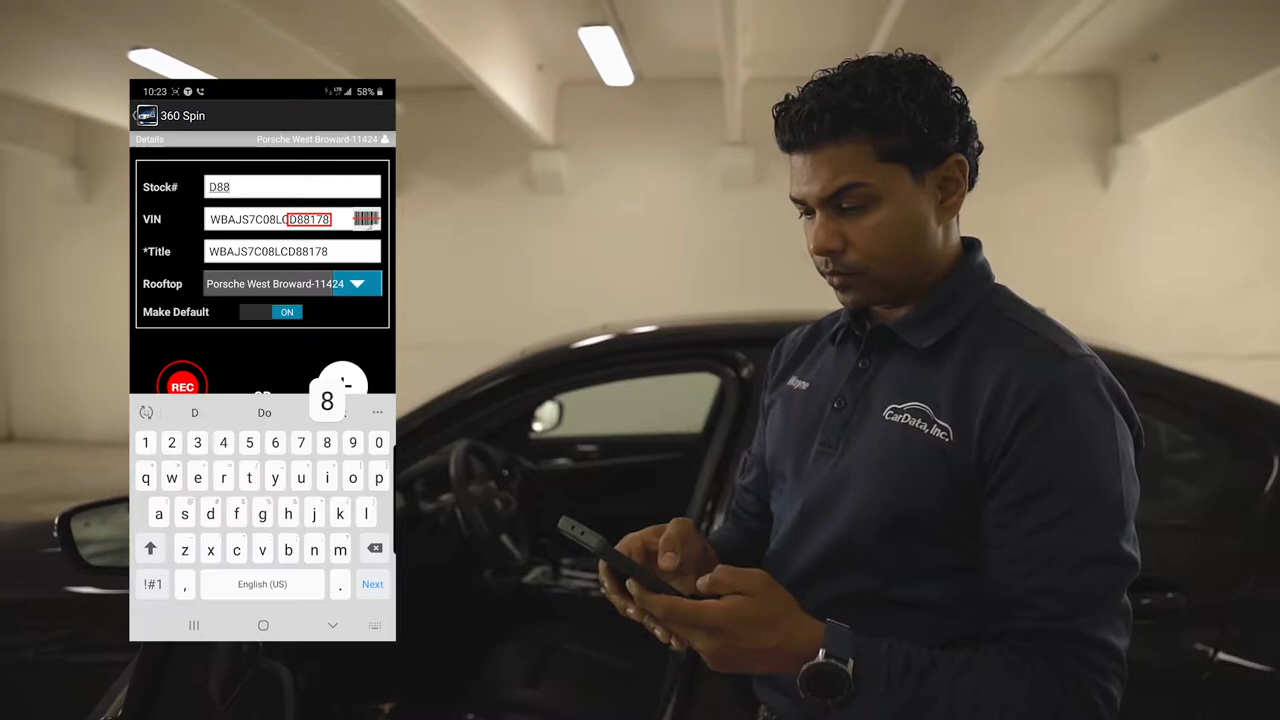 10:23 58%
360 Spin
Details Porsche West Broward-11424
Stock# D88
VIN WBAJS7C08LCD88178
*Title WBAJS7C08LCD88178
Rooftop Porsche West Broward-11424
Make Default ON
REC
8
D Do
1 2 3 4 5 6 7 8 9 0
q w e r t y u i o p
a s d f g h j k l
z x c v b n m
!#1 , English (US) . Next
Wayne
CarData, Inc.